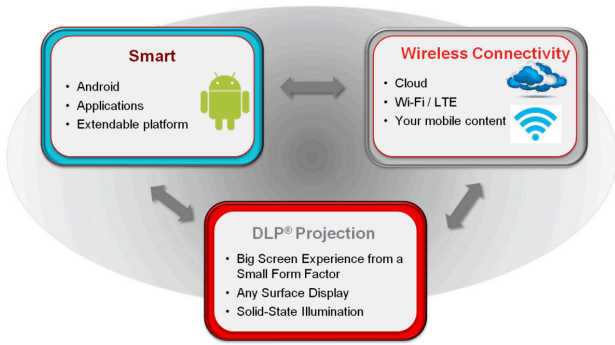 Smart
• Android
• Applications
• Extendable platform
Wireless Connectivity
• Cloud
• Wi-Fi / LTE
• Your mobile content
DLP® Projection
• Big Screen Experience from a
Small Form Factor
• Any Surface Display
• Solid-State Illumination